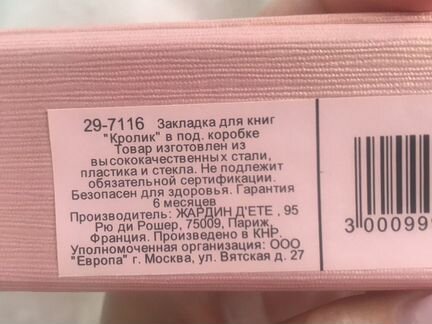 29-7116 Закладка для книг
"Кролик" в под. коробке
Товар изготовлен из
высококачественных стали,
пластика и стекла. Не подлежит
обязательной сертификации.
Безопасен для здоровья. Гарантия
6 месяцев
Производитель: ЖАРДИН Д'ЕТЕ , 95
Рю ди Рошер, 75009, Париж,
Франция. Произведено в КНР.
Уполномоченная организация: ООО
"Европа" г. Москва, ул. Вятская д. 27
3 000999